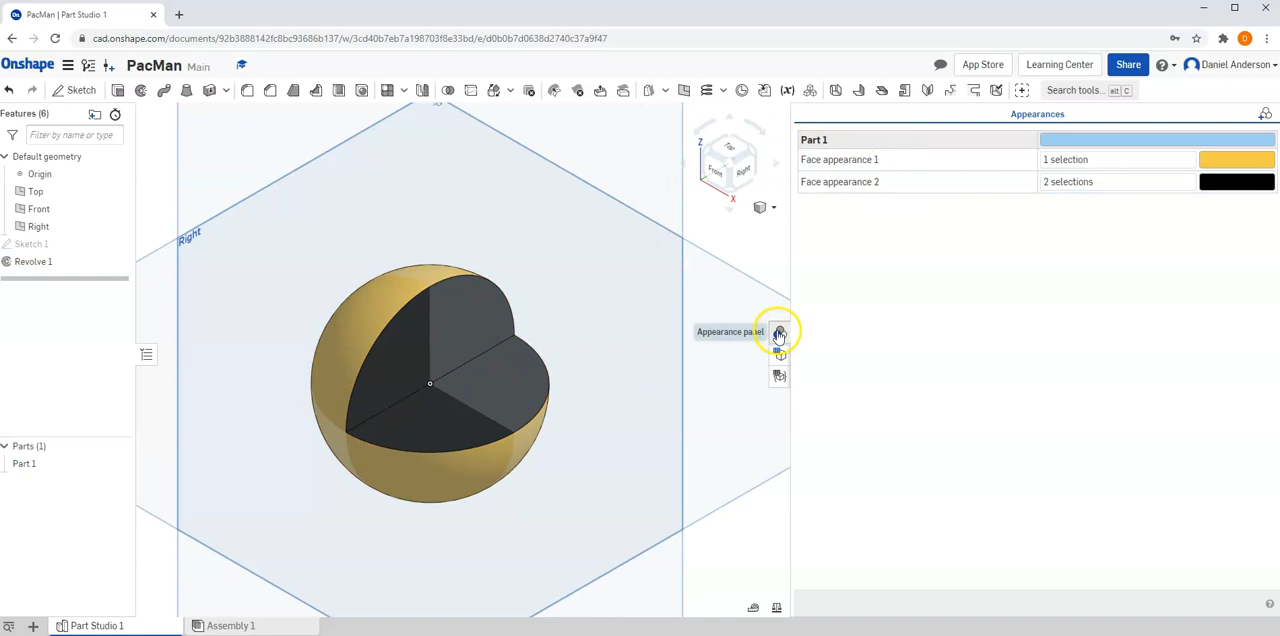 PacMan | Part Studio 1
cad.onshape.com/documents/92b3888142fc8bc93686b137/w/3cd40b7eb7a198703f8e33bd/e/d0b0b7d0638d2740c37a9f47
D
Onshape
PacMan Main
App Store
Learning Center
Share
Daniel Anderson
Sketch
Search tools... alt C
Features (6)
Filter by name or type
Default geometry
Origin
Top
Front
Right
Sketch 1
Revolve 1
Parts (1)
Part 1
Right
Z
Top
Front
Right
X
Appearance panel
Appearances
Part 1
Face appearance 1
1 selection
Face appearance 2
2 selections
Part Studio 1
Assembly 1